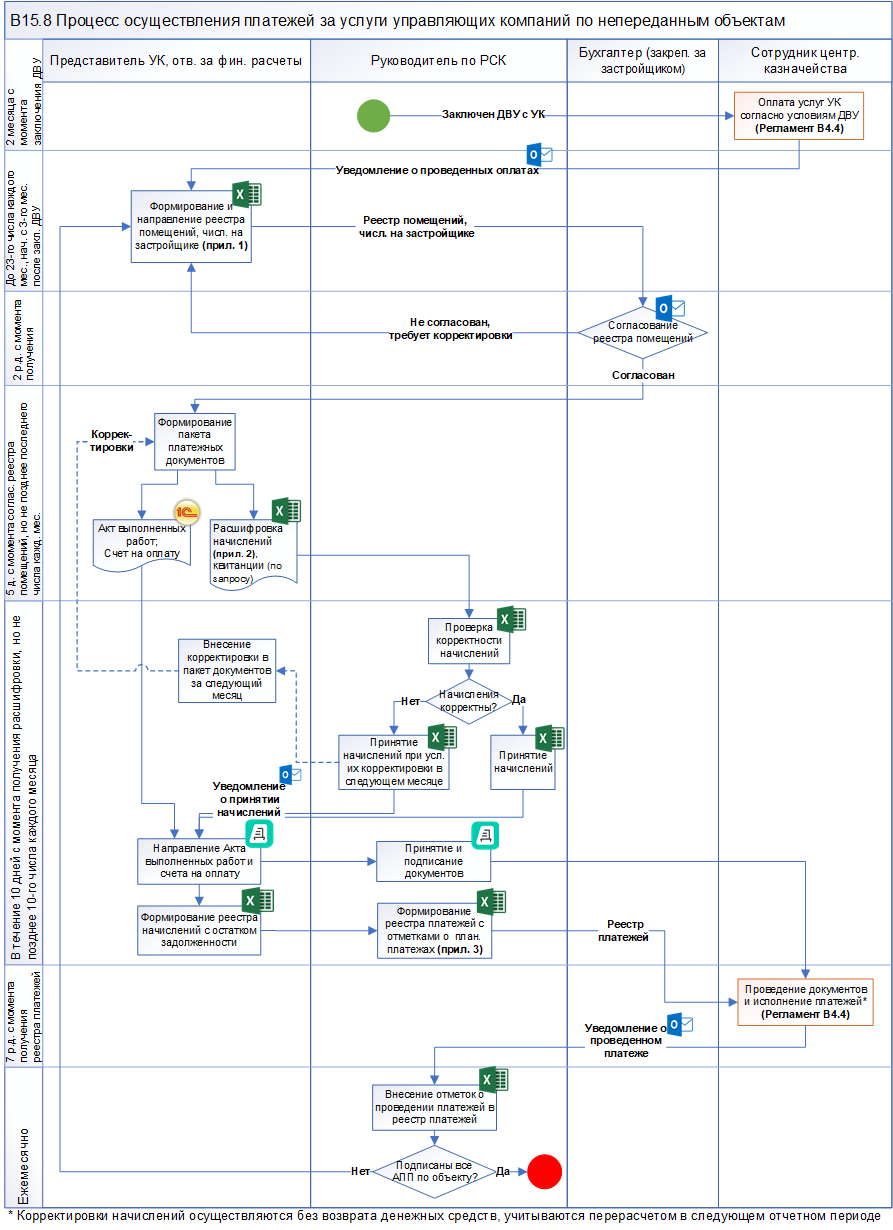 В15.8 Процесс осуществления платежей за услуги управляющих компаний по непереданным объектам
Представитель УК, отв. за фин. расчеты
Руководитель по РСК
Бухгалтер (закреп. за
застройщиком)
Сотрудник центр.
казначейства
2 месяца с
момента
заключения ДВУ
Заключен ДВУ с УК
Оплата услуг УК
согласно условиям ДВУ
(Регламент В4.4)
До 23-го числа каждого
мес., нач. с 3-го мес.
после закл. ДВУ
Уведомление о проведенных оплатах
Формирование и
направление реестра
помещений, числ. на
застройщике (прил. 1)
Реестр помещений,
числ. на застройщике
2 р.д. с момента
получения
Не согласован,
требует корректировки
Согласование
реестра помещений
Согласован
5 д. с момента соглас. реестра
помещений, но не позднее последнего
числа кажд. мес.
Формирование
пакета
платежных
документов
Коррек-
тировки
Акт выполненных
работ;
Счет на оплату
Расшифровка
начислений
(прил. 2),
квитанции (по
запросу)
В течение 10 дней с момента получения расшифровки, но не
позднее 10-го числа каждого месяца
Проверка
корректности
начислений
Внесение
корректировки в
пакет документов
за следующий
месяц
Начисления
корректны?
Нет
Да
Принятие
начислений при усл.
их корректировки в
следующем месяце
Принятие
начислений
Уведомление
о принятии
начислений
Направление Акта
выполненных работ и
счета на оплату
Принятие и
подписание
документов
Формирование реестра
начислений с остатком
задолженности
Формирование
реестра платежей с
отметками о план.
платежах (прил. 3)
Реестр
платежей
7 р.д. с момента
получения
реестра платежей
Проведение документов
и исполнение платежей*
(Регламент В4.4)
Уведомление о
проведенном
платеже
Ежемесячно
Внесение отметок о
проведении платежей в
реестр платежей
Подписаны все
АПП по объекту?
Нет
Да
* Корректировки начислений осуществляются без возврата денежных средств, учитываются перерасчетом в следующем отчетном периоде